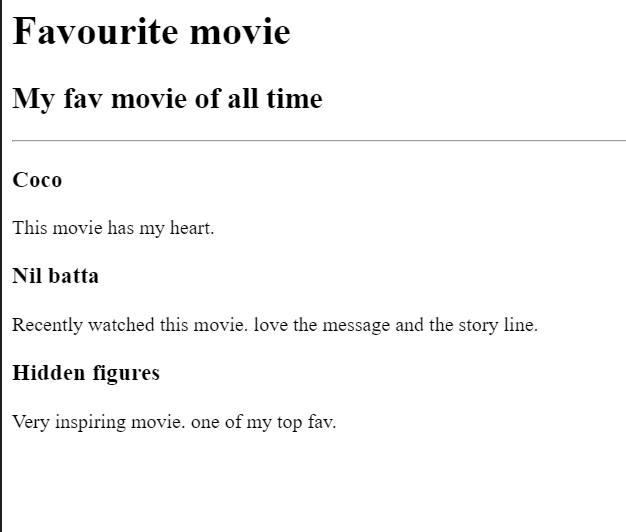 Favourite movie
My fav movie of all time
Coco
This movie has my heart.
Nil batta
Recently watched this movie. love the message and the story line.
Hidden figures
Very inspiring movie. one of my top fav.